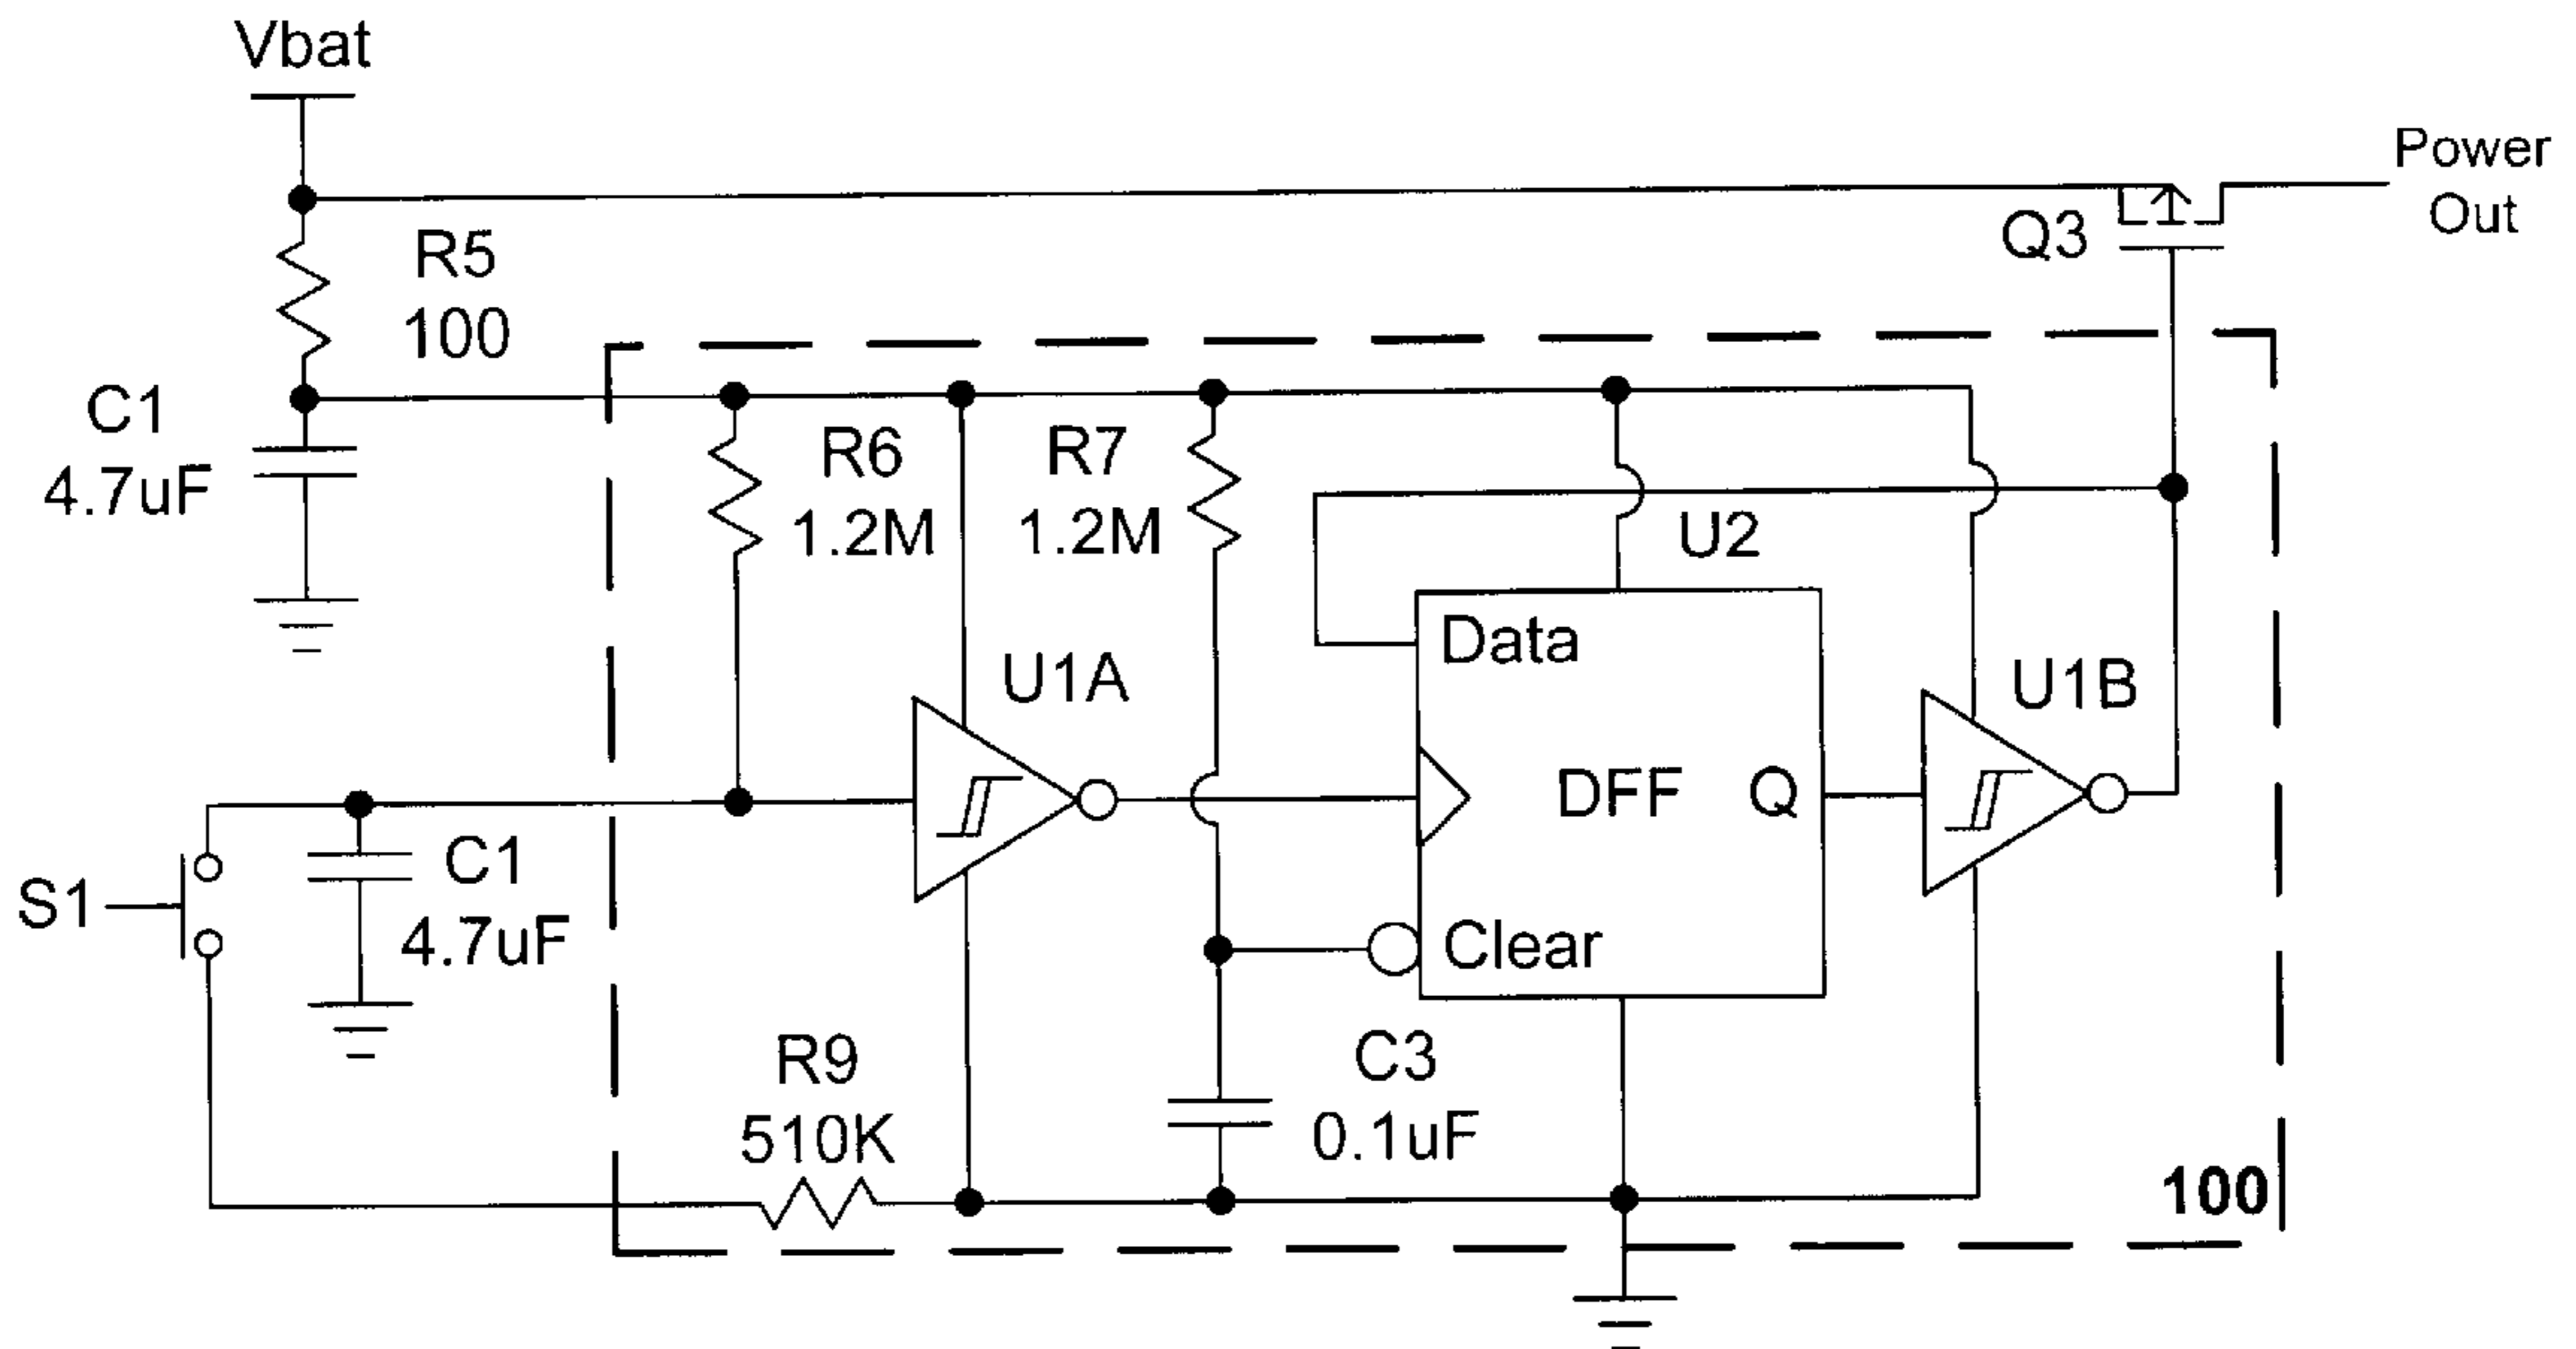 Vbat
Power
Out
Q3
R5
100
C1
4.7uF
R6
1.2M
R7
1.2M
U2
Data
U1A
U1B
DFF
Q
C1
4.7uF
S1
Clear
R9
510K
C3
0.1uF
100